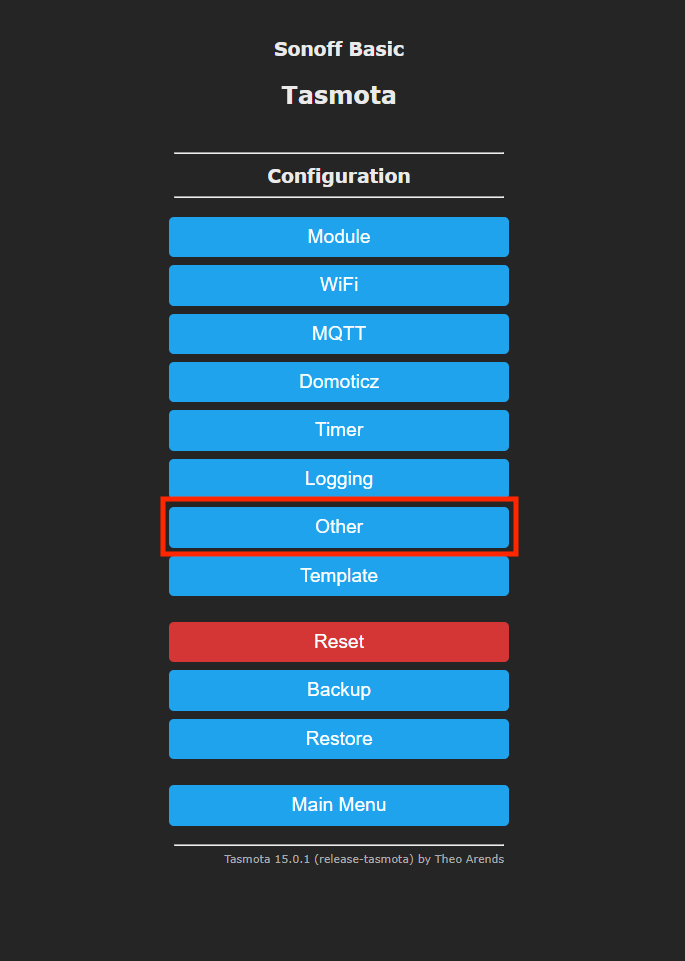 Sonoff Basic
Tasmota
Configuration
Module
WiFi
MQTT
Domoticz
Timer
Logging
Other
Template
Reset
Backup
Restore
Main Menu
Tasmota 15.0.1 (release-tasmota) by Theo Arends